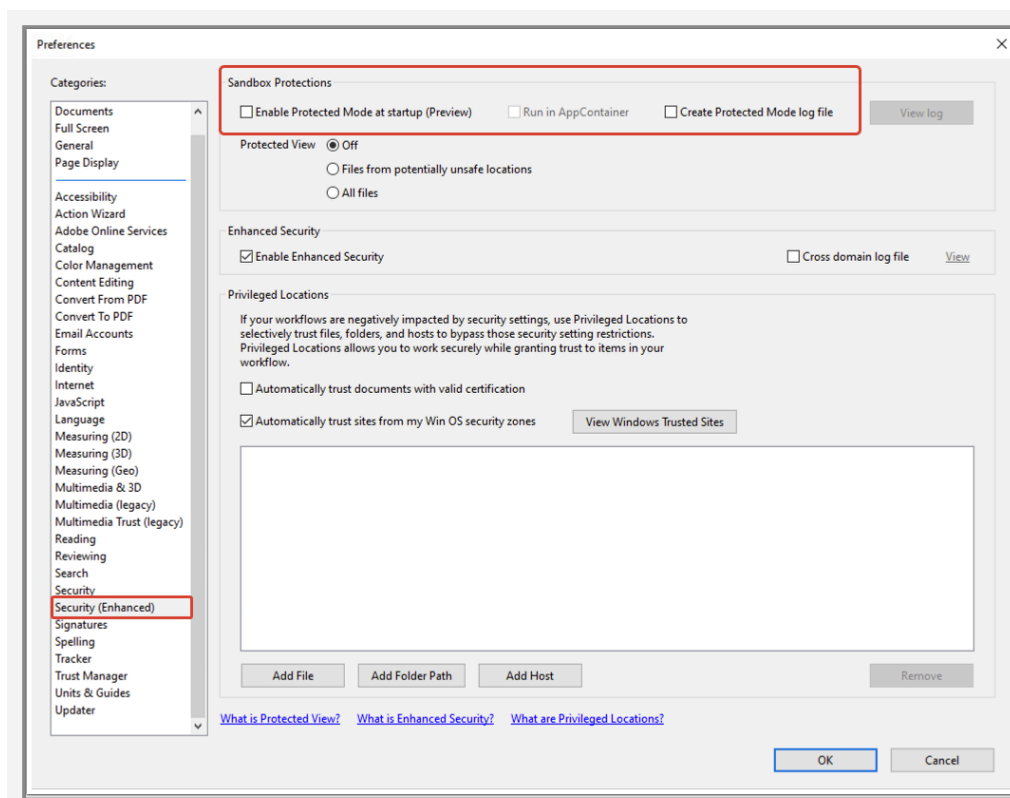 Preferences
Categories:
Documents
Full Screen
General
Page Display
Accessibility
Action Wizard
Adobe Online Services
Catalog
Color Management
Content Editing
Convert From PDF
Convert To PDF
Email Accounts
Forms
Identity
Internet
JavaScript
Language
Measuring (2D)
Measuring (3D)
Measuring (Geo)
Multimedia & 3D
Multimedia (legacy)
Multimedia Trust (legacy)
Reading
Reviewing
Search
Security
Security (Enhanced)
Signatures
Spelling
Tracker
Trust Manager
Units & Guides
Updater
Sandbox Protections
Enable Protected Mode at startup (Preview) Run in AppContainer Create Protected Mode log file View log
Protected View Off
Files from potentially unsafe locations
All files
Enhanced Security
Enable Enhanced Security Cross domain log file View
Privileged Locations
If your workflows are negatively impacted by security settings, use Privileged Locations to
selectively trust files, folders, and hosts to bypass those security setting restrictions.
Privileged Locations allows you to work securely while granting trust to items in your
workflow.
Automatically trust documents with valid certification
Automatically trust sites from my Win OS security zones View Windows Trusted Sites
Add File Add Folder Path Add Host Remove
What is Protected View? What is Enhanced Security? What are Privileged Locations?
OK Cancel